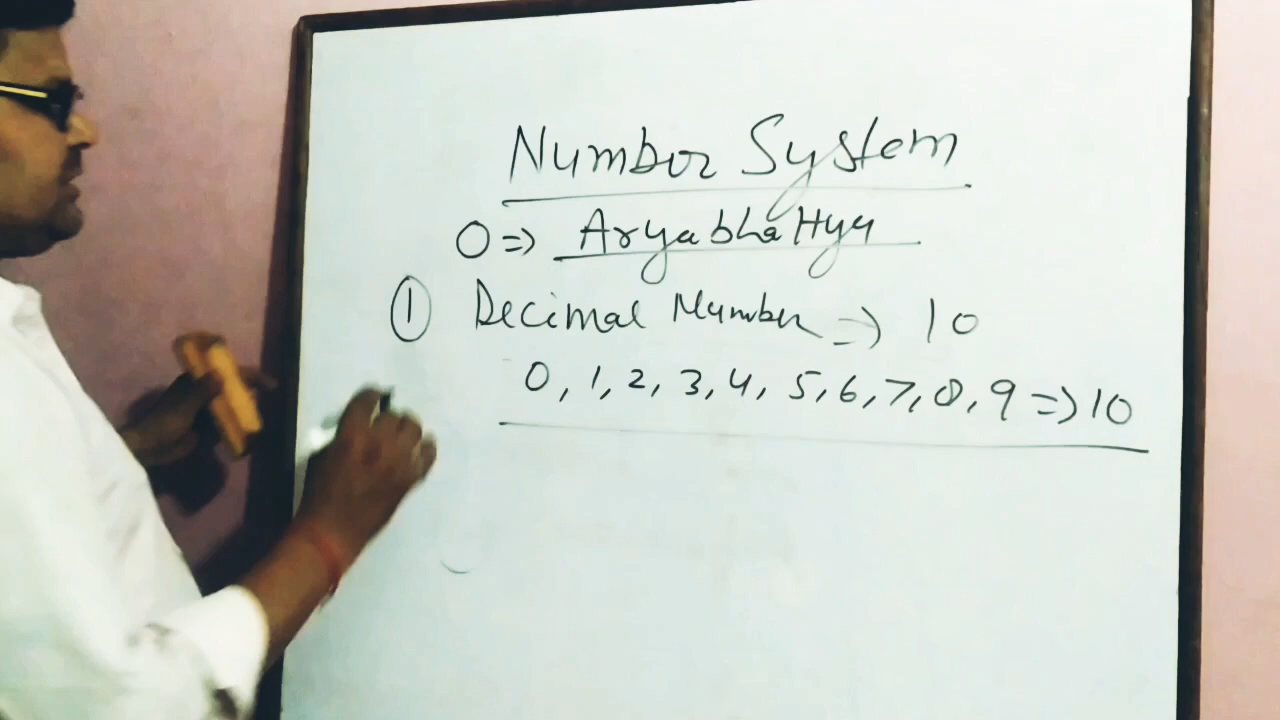 Number System
0 => Aryabhattya
① Decimal Number => 10
0, 1, 2, 3, 4, 5, 6, 7, 8, 9 => 10